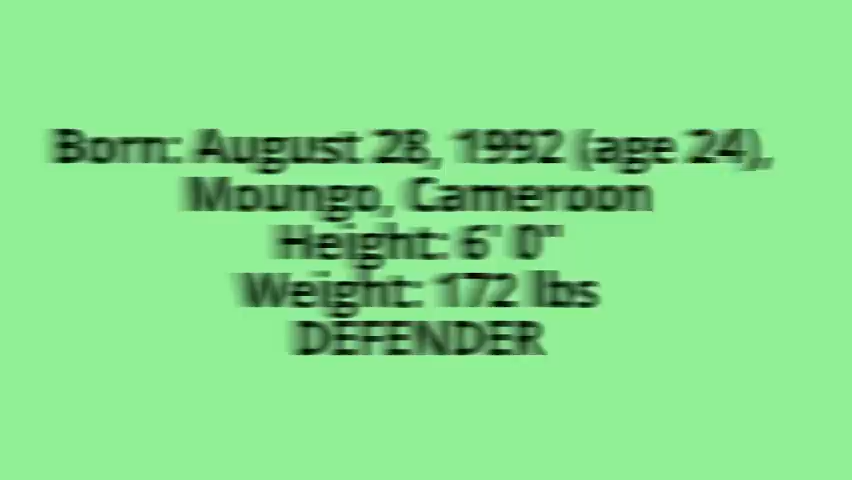 Born: August 28, 1992 (age 24),
Moungo, Cameroon
Height: 6' 0"
Weight: 172 lbs
DEFENDER